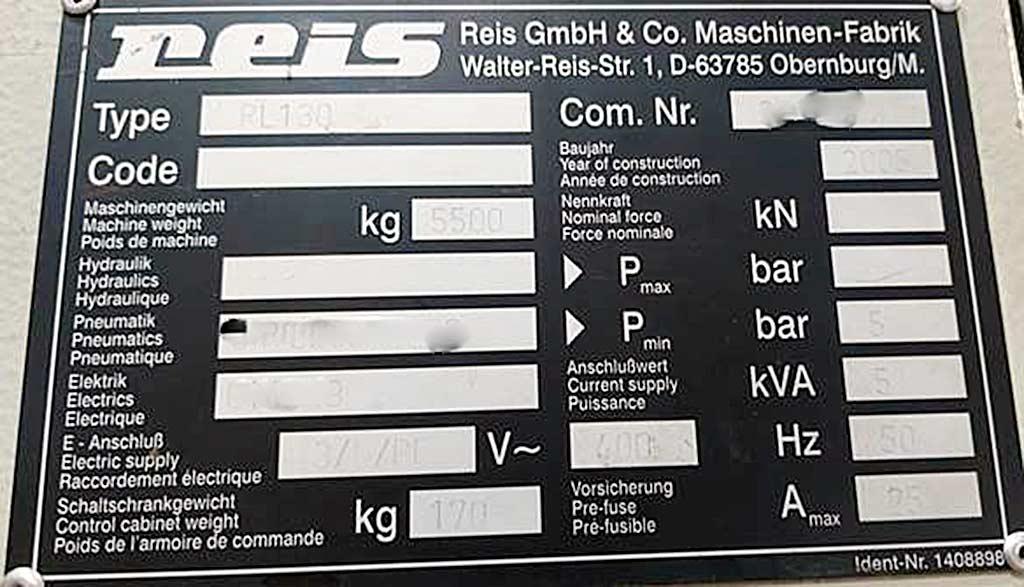 reis
Reis GmbH & Co. Maschinen-Fabrik
Walter-Reis-Str. 1, D-63785 Obernburg/M.
Type RL130
Com. Nr.
Code
Baujahr
Year of construction
Année de construction
Maschinengewicht
Machine weight
Poids de machine
kg 5500
Nennkraft
Nominal force
Force nominale
kN
Hydraulik
Hydraulics
Hydraulique
Pmax bar
Pneumatik
Pneumatics
Pneumatique
Pmin bar 5
Elektrik
Electrics
Electrique
Anschlußwert
Current supply
Puissance
kVA 5
E - Anschluß
Electric supply
Raccordement électrique
3/N/PE V~ 400 Hz 50
Schaltschrankgewicht
Control cabinet weight
Poids de l'armoire de commande
kg 170
Vorsicherung
Pre-fuse
Pré-fusible
Amax
Ident-Nr. 1408898